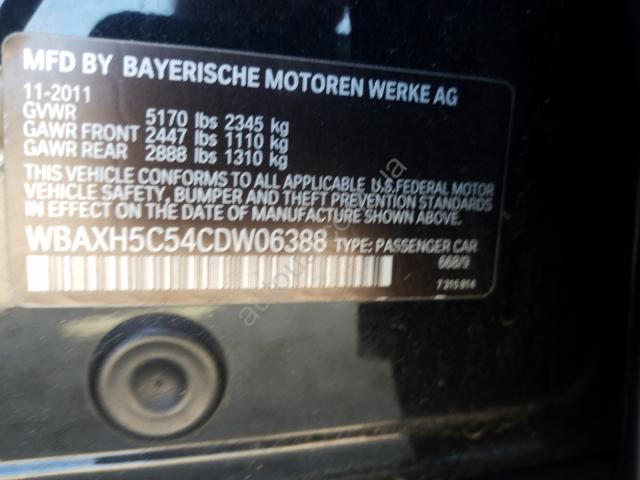 MFD BY BAYERISCHE MOTOREN WERKE AG
11-2011
GVWR 5170 lbs 2345 kg
GAWR FRONT 2447 lbs 1110 kg
GAWR REAR 2888 lbs 1310 kg
THIS VEHICLE CONFORMS TO ALL APPLICABLE U.S.FEDERAL MOTOR
VEHICLE SAFETY, BUMPER AND THEFT PREVENTION STANDARDS
IN EFFECT ON THE DATE OF MANUFACTURE SHOWN ABOVE.
WBAXH5C54CDW06388 TYPE: PASSENGER CAR
668/9
7 315 814